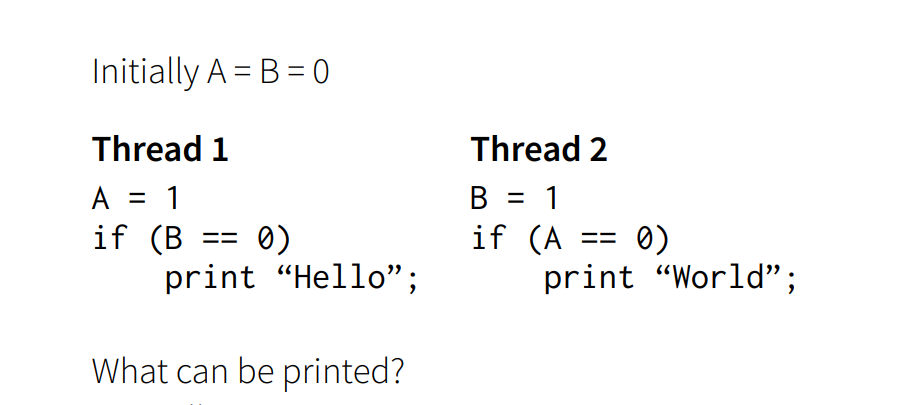 Initially A = B = 0
Thread 1
A = 1
if (B == 0)
    print “Hello”;
Thread 2
B = 1
if (A == 0)
    print “World”;
What can be printed?